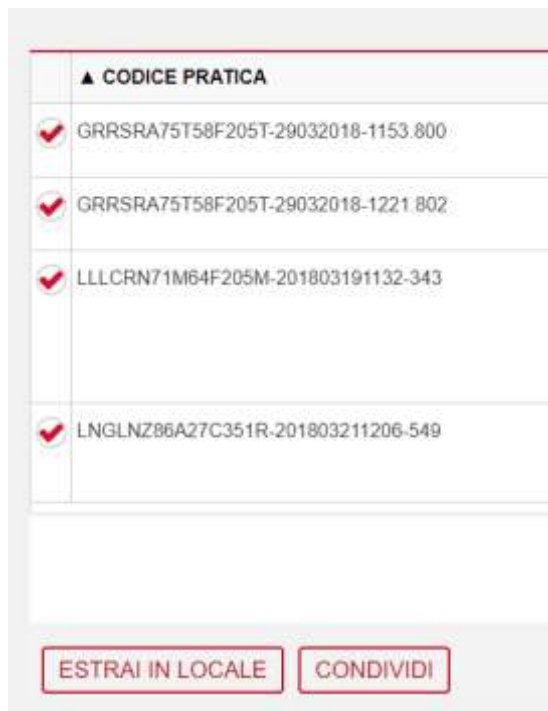 ▲ CODICE PRATICA
GRRSRA75T58F205T-29032018-1153.800
GRRSRA75T58F205T-29032018-1221.802
LLLCRN71M64F205M-201803191132-343
LNGLNZ86A27C351R-201803211206-549
ESTRAI IN LOCALE CONDIVIDI